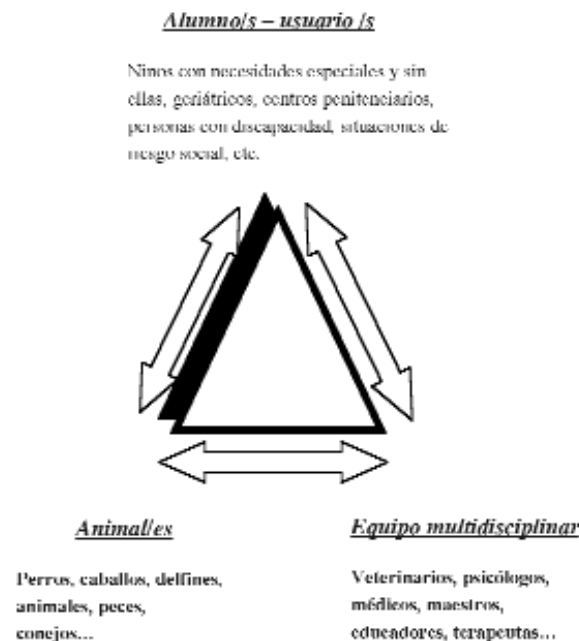 Alumno/s – usuario /s
Ninos con necesidades especiales y sin
ellas, geriátricos, centros penitenciarios,
personas con discapacidad, situaciones de
riesgo social, etc.
Animal/es
Perros, caballos, delfines,
animales, peces,
conejos...
Equipo multidisciplinar
Veterinarios, psicólogos,
médicos, maestros,
educadores, terapeutas...